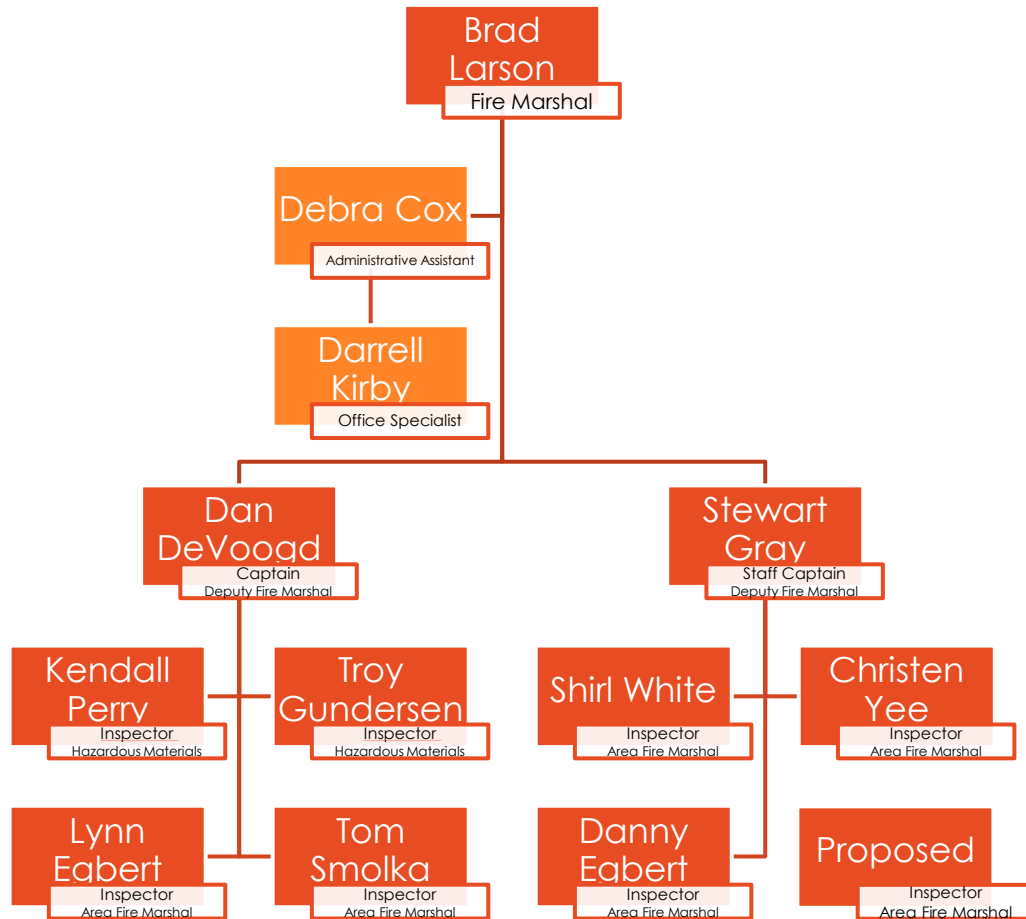 Brad
Larson
Fire Marshal
Debra Cox
Administrative Assistant
Darrell
Kirby
Office Specialist
Dan
DeVoogd
Captain
Deputy Fire Marshal
Stewart
Gray
Staff Captain
Deputy Fire Marshal
Kendall
Perry
Inspector
Hazardous Materials
Troy
Gundersen
Inspector
Hazardous Materials
Shirl White
Inspector
Area Fire Marshal
Christen
Yee
Inspector
Area Fire Marshal
Lynn
Egbert
Inspector
Area Fire Marshal
Tom
Smolka
Inspector
Area Fire Marshal
Danny
Egbert
Inspector
Area Fire Marshal
Proposed
Inspector
Area Fire Marshal